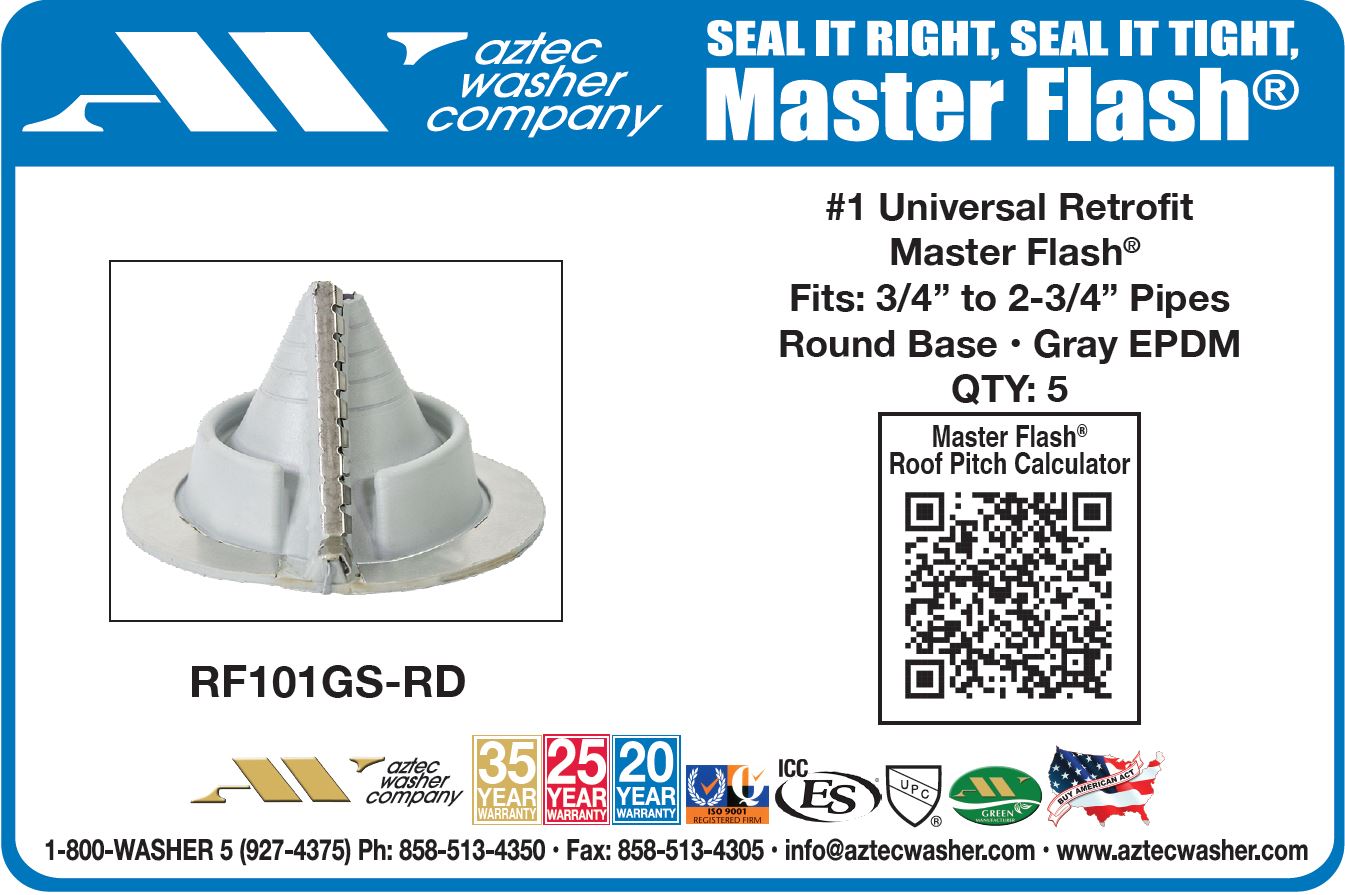 aztec
washer
company
SEAL IT RIGHT, SEAL IT TIGHT,
Master Flash®
#1 Universal Retrofit
Master Flash®
Fits: 3/4” to 2-3/4” Pipes
Round Base • Gray EPDM
QTY: 5
Master Flash®
Roof Pitch Calculator
RF101GS-RD
aztec
washer
company
35
YEAR
WARRANTY
25
YEAR
WARRANTY
20
YEAR
WARRANTY
Q
ISO 9001
REGISTERED FIRM
ICC
ES
®
UPC
®
GREEN
MANUFACTURER
BUY AMERICAN ACT
1-800-WASHER 5 (927-4375) Ph: 858-513-4350 • Fax: 858-513-4305 • info@aztecwasher.com • www.aztecwasher.com